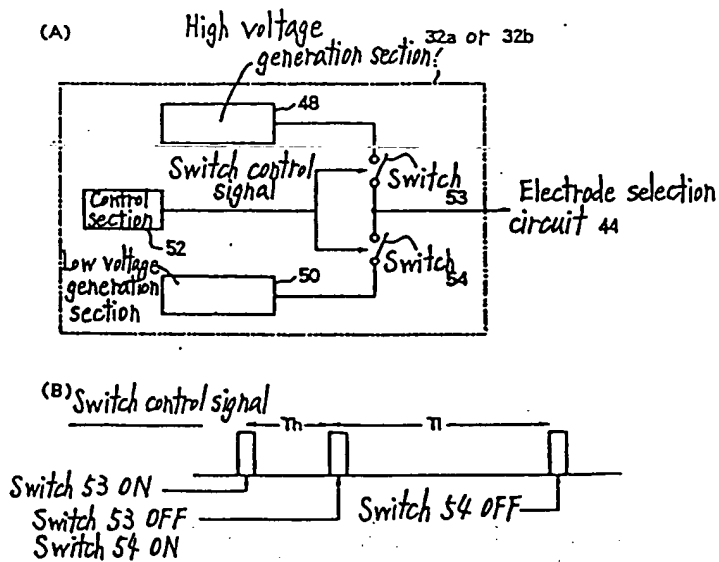 (A)
High voltage
generation section
32a or 32b
48
Switch control
signal
Switch
53
Control
section
52
Electrode selection
circuit 44
Low voltage
generation
section
50
Switch
54
(B) Switch control signal
Th
Tl
Switch 53 ON
Switch 53 OFF
Switch 54 ON
Switch 54 OFF